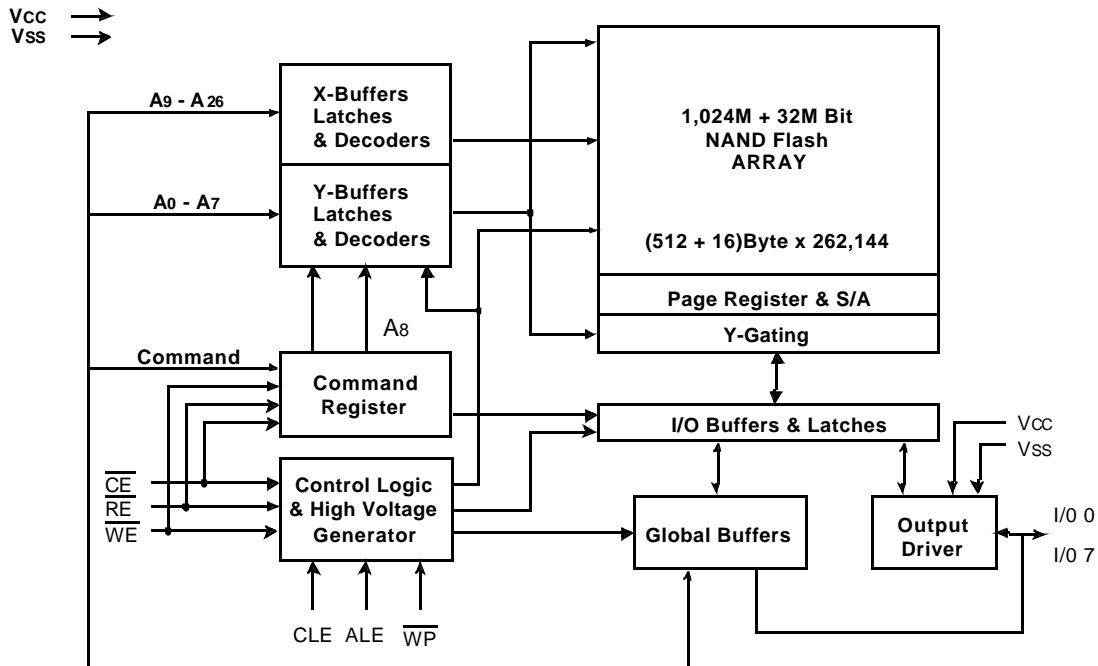 VCC
VSS
A9 - A26
X-Buffers
Latches
& Decoders
A0 - A7
Y-Buffers
Latches
& Decoders
1,024M + 32M Bit
NAND Flash
ARRAY
(512 + 16)Byte x 262,144
Page Register & S/A
Y-Gating
A8
Command
Command
Register
I/O Buffers & Latches
VCC
VSS
CE
RE
WE
Control Logic
& High Voltage
Generator
Global Buffers
Output
Driver
I/0 0
I/0 7
CLE
ALE
WP